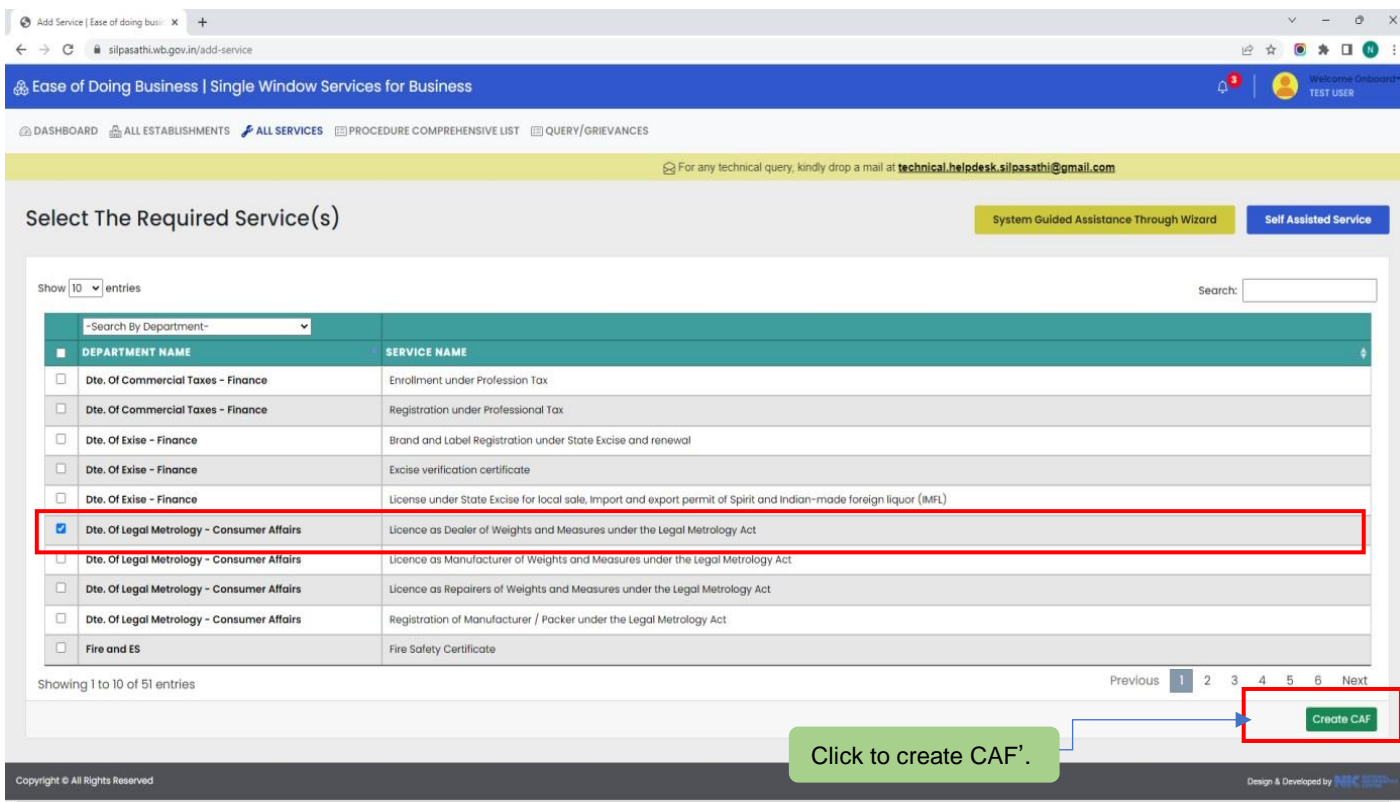 Add Service | Ease of doing busin
silpasathi.wb.gov.in/add-service
N
Ease of Doing Business | Single Window Services for Business
3
Welcome Onboard
TEST USER
DASHBOARD ALL ESTABLISHMENTS ALL SERVICES PROCEDURE COMPREHENSIVE LIST QUERY/GRIEVANCES
For any technical query, kindly drop a mail at technical.helpdesk.silpasathi@gmail.com
Select The Required Service(s)
System Guided Assistance Through Wizard
Self Assisted Service
Show 10 entries
Search:
-Search By Department-
DEPARTMENT NAME SERVICE NAME
Dte. Of Commercial Taxes - Finance Enrollment under Profession Tax
Dte. Of Commercial Taxes - Finance Registration under Professional Tax
Dte. Of Exise - Finance Brand and Label Registration under State Excise and renewal
Dte. Of Exise - Finance Excise verification certificate
Dte. Of Exise - Finance License under State Excise for local sale, Import and export permit of Spirit and Indian-made foreign liquor (IMFL)
Dte. Of Legal Metrology - Consumer Affairs Licence as Dealer of Weights and Measures under the Legal Metrology Act
Dte. Of Legal Metrology - Consumer Affairs Licence as Manufacturer of Weights and Measures under the Legal Metrology Act
Dte. Of Legal Metrology - Consumer Affairs Licence as Repairers of Weights and Measures under the Legal Metrology Act
Dte. Of Legal Metrology - Consumer Affairs Registration of Manufacturer / Packer under the Legal Metrology Act
Fire and ES Fire Safety Certificate
Showing 1 to 10 of 51 entries
Previous 1 2 3 4 5 6 Next
Create CAF
Click to create CAF’.
Copyright © All Rights Reserved
Design & Developed by NIC